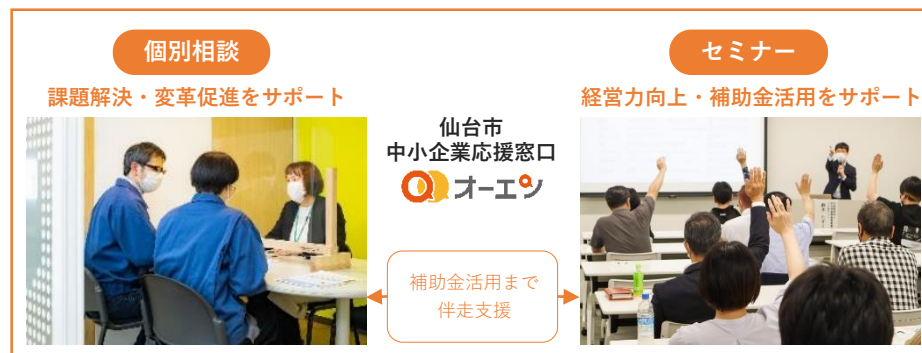 個別相談
課題解決・変革促進をサポート
仙台市
中小企業応援窓口
オーエン
補助金活用まで
伴走支援
セミナー
経営力向上・補助金活用をサポート